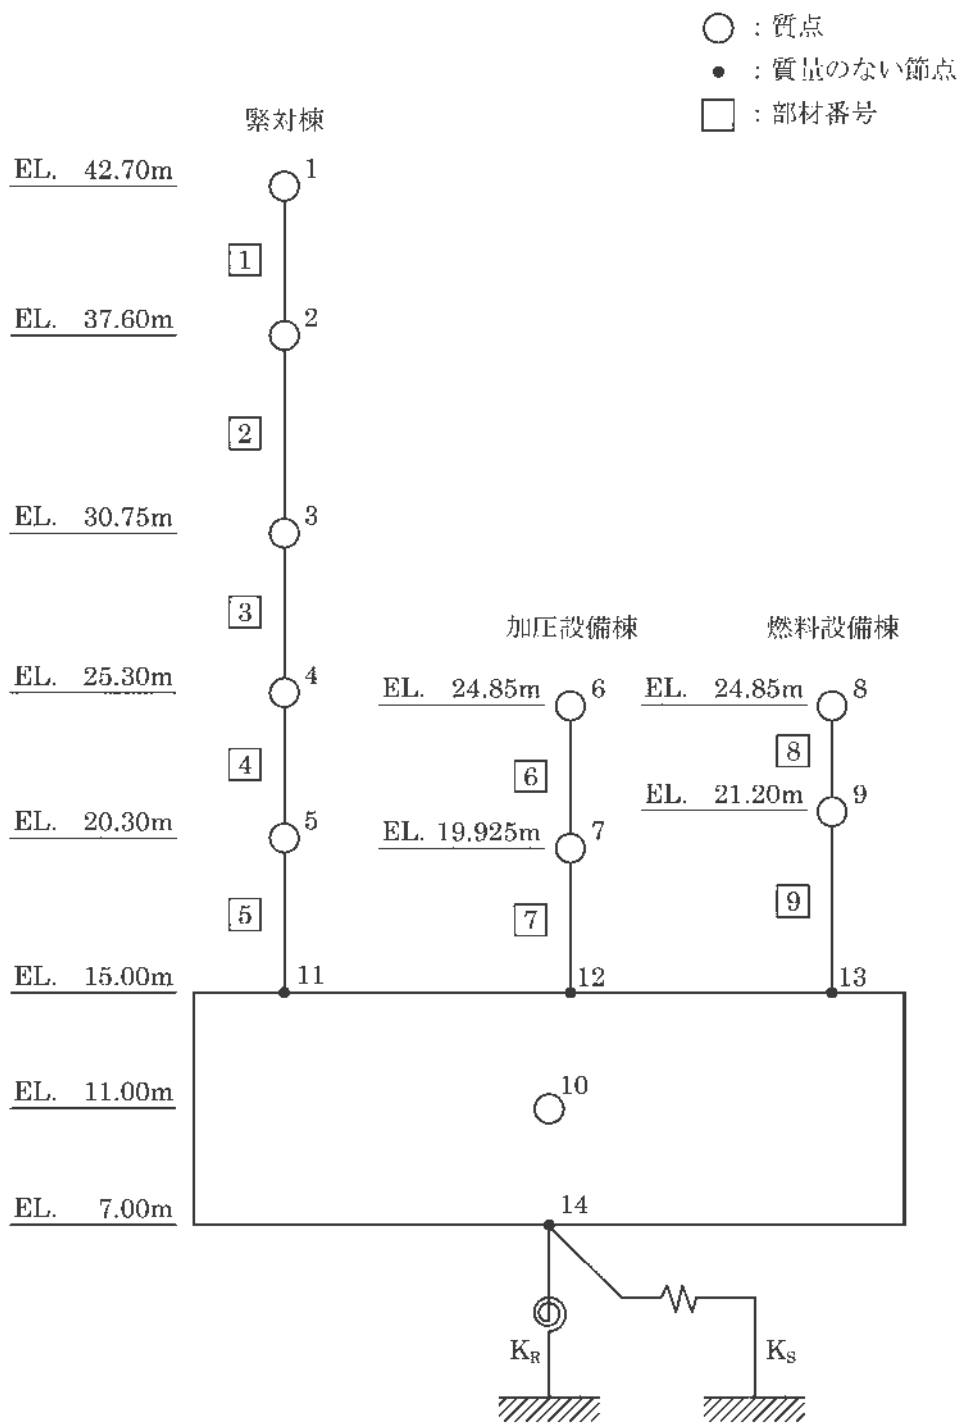 ○ : 質点
● : 質量のない節点
□ : 部材番号
緊対棟
EL. 42.70m
1
1
EL. 37.60m
2
2
EL. 30.75m
3
3
加圧設備棟
燃料設備棟
EL. 25.30m
4
EL. 24.85m
6
EL. 24.85m
8
4
6
8
EL. 21.20m
9
EL. 20.30m
5
EL. 19.925m
7
5
7
9
EL. 15.00m
11
12
13
EL. 11.00m
10
EL. 7.00m
14
KR
KS